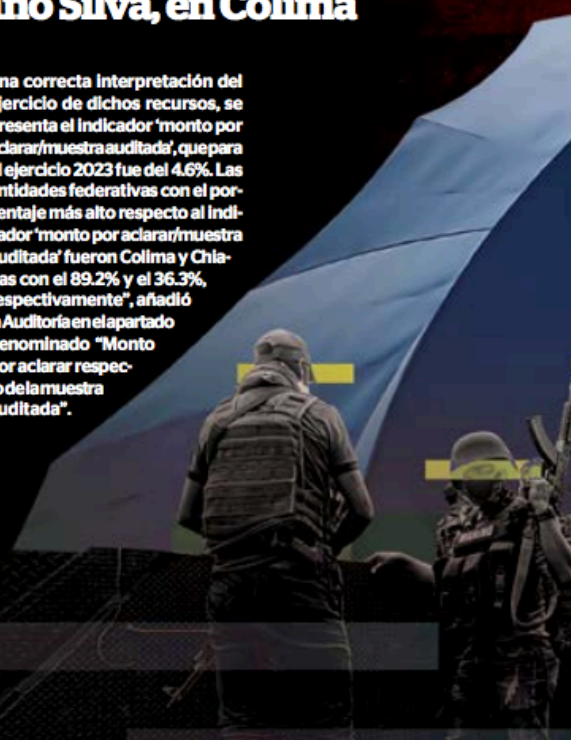 ino Silva, en Colima
na correcta interpretación del
jercicio de dichos recursos, se
resenta el indicador ‘monto por
clarar/muestra auditada’, que para
l ejercicio 2023 fue del 4.6%. Las
ntidades federativas con el por-
entaje más alto respecto al indi-
ador ‘monto por aclarar/muestra
uditada’ fueron Colima y Chia-
as con el 89.2% y el 36.3%,
espectivamente”, añadió
a Auditoría en el apartado
enominado “Monto
or aclarar respec-
o de la muestra
uditada”.